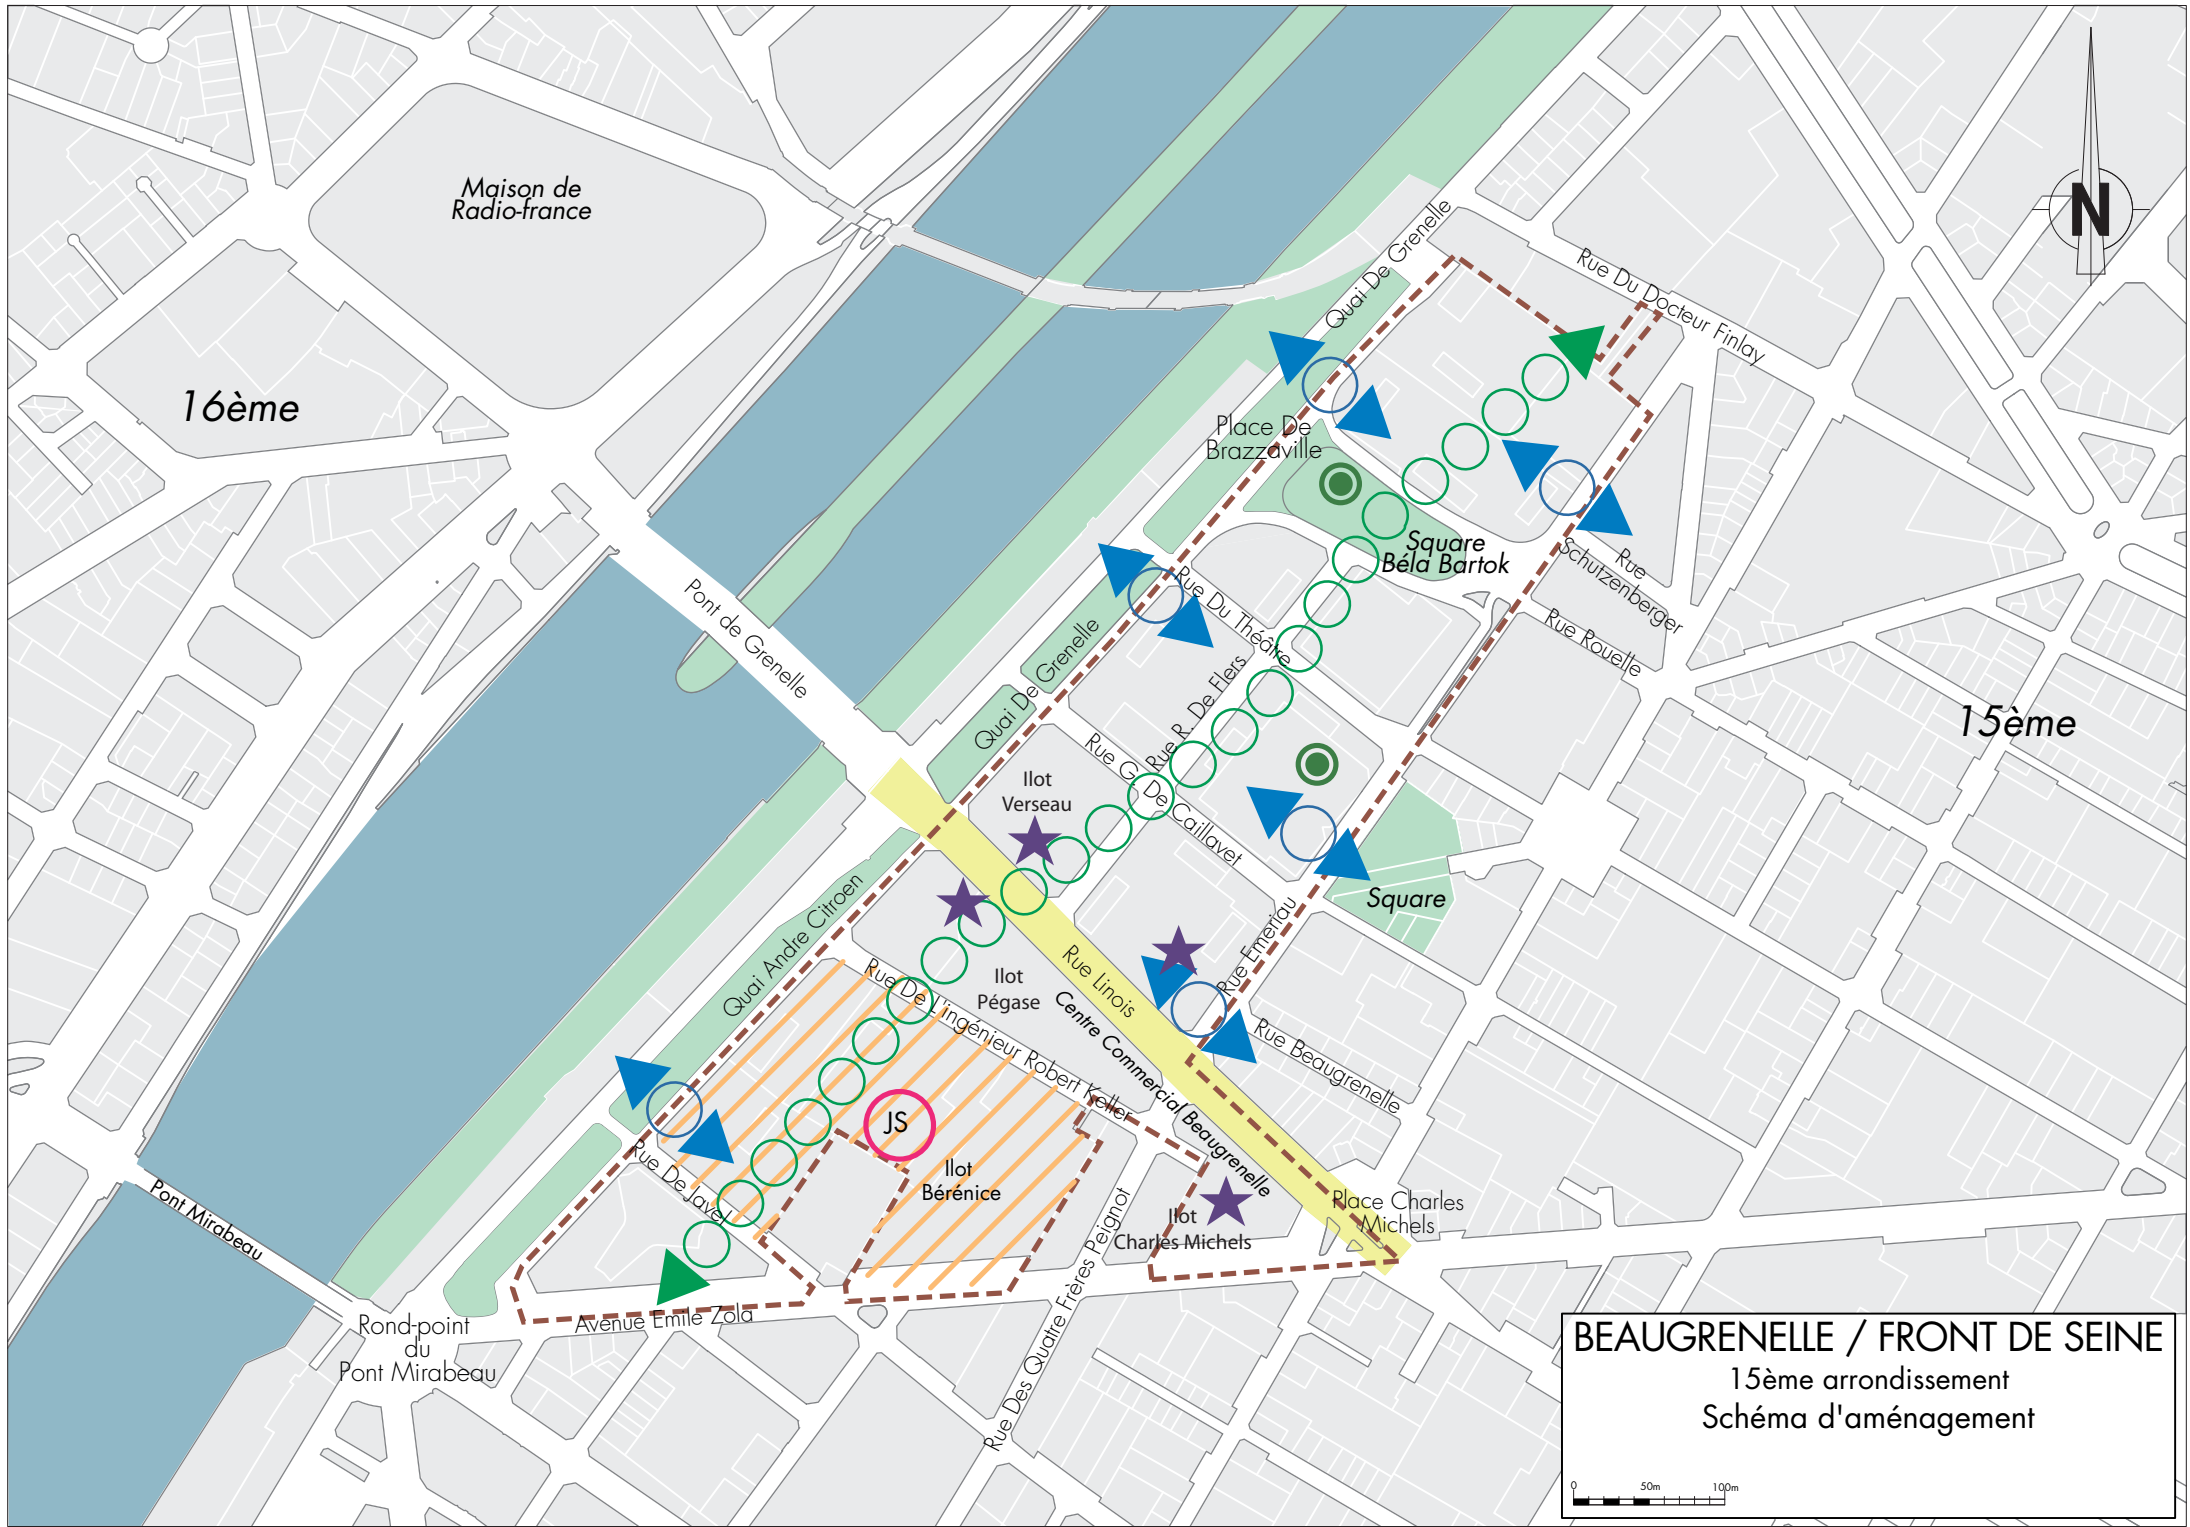 Maison de
Radio-france
N
Quai De Grenelle
Rue Du Docteur Finlay
16ème
Place De
Brazzaville
Square
Béla Bartok
Rue
Schutzenberger
Rue Du Théâtre
Rue Rouelle
Pont de Grenelle
Quai De Grenelle
Rue R. De Flers
15ème
Rue G. De Caillavet
Ilot
Verseau
Square
Quai Andre Citroen
Rue Emeriau
Rue Linois
Ilot
Pégase
Rue De L'ingénieur Robert Keller
Centre Commercial Beaugrenelle
Rue Beaugrenelle
JS
Ilot
Bérénice
Rue De Javel
Pont Mirabeau
Place Charles
Michels
Ilot
Charles Michels
Rue Des Quatre Frères Peignot
Avenue Emile Zola
Rond-point
du
Pont Mirabeau
BEAUGRENELLE / FRONT DE SEINE
15ème arrondissement
Schéma d'aménagement
0 50m 100m